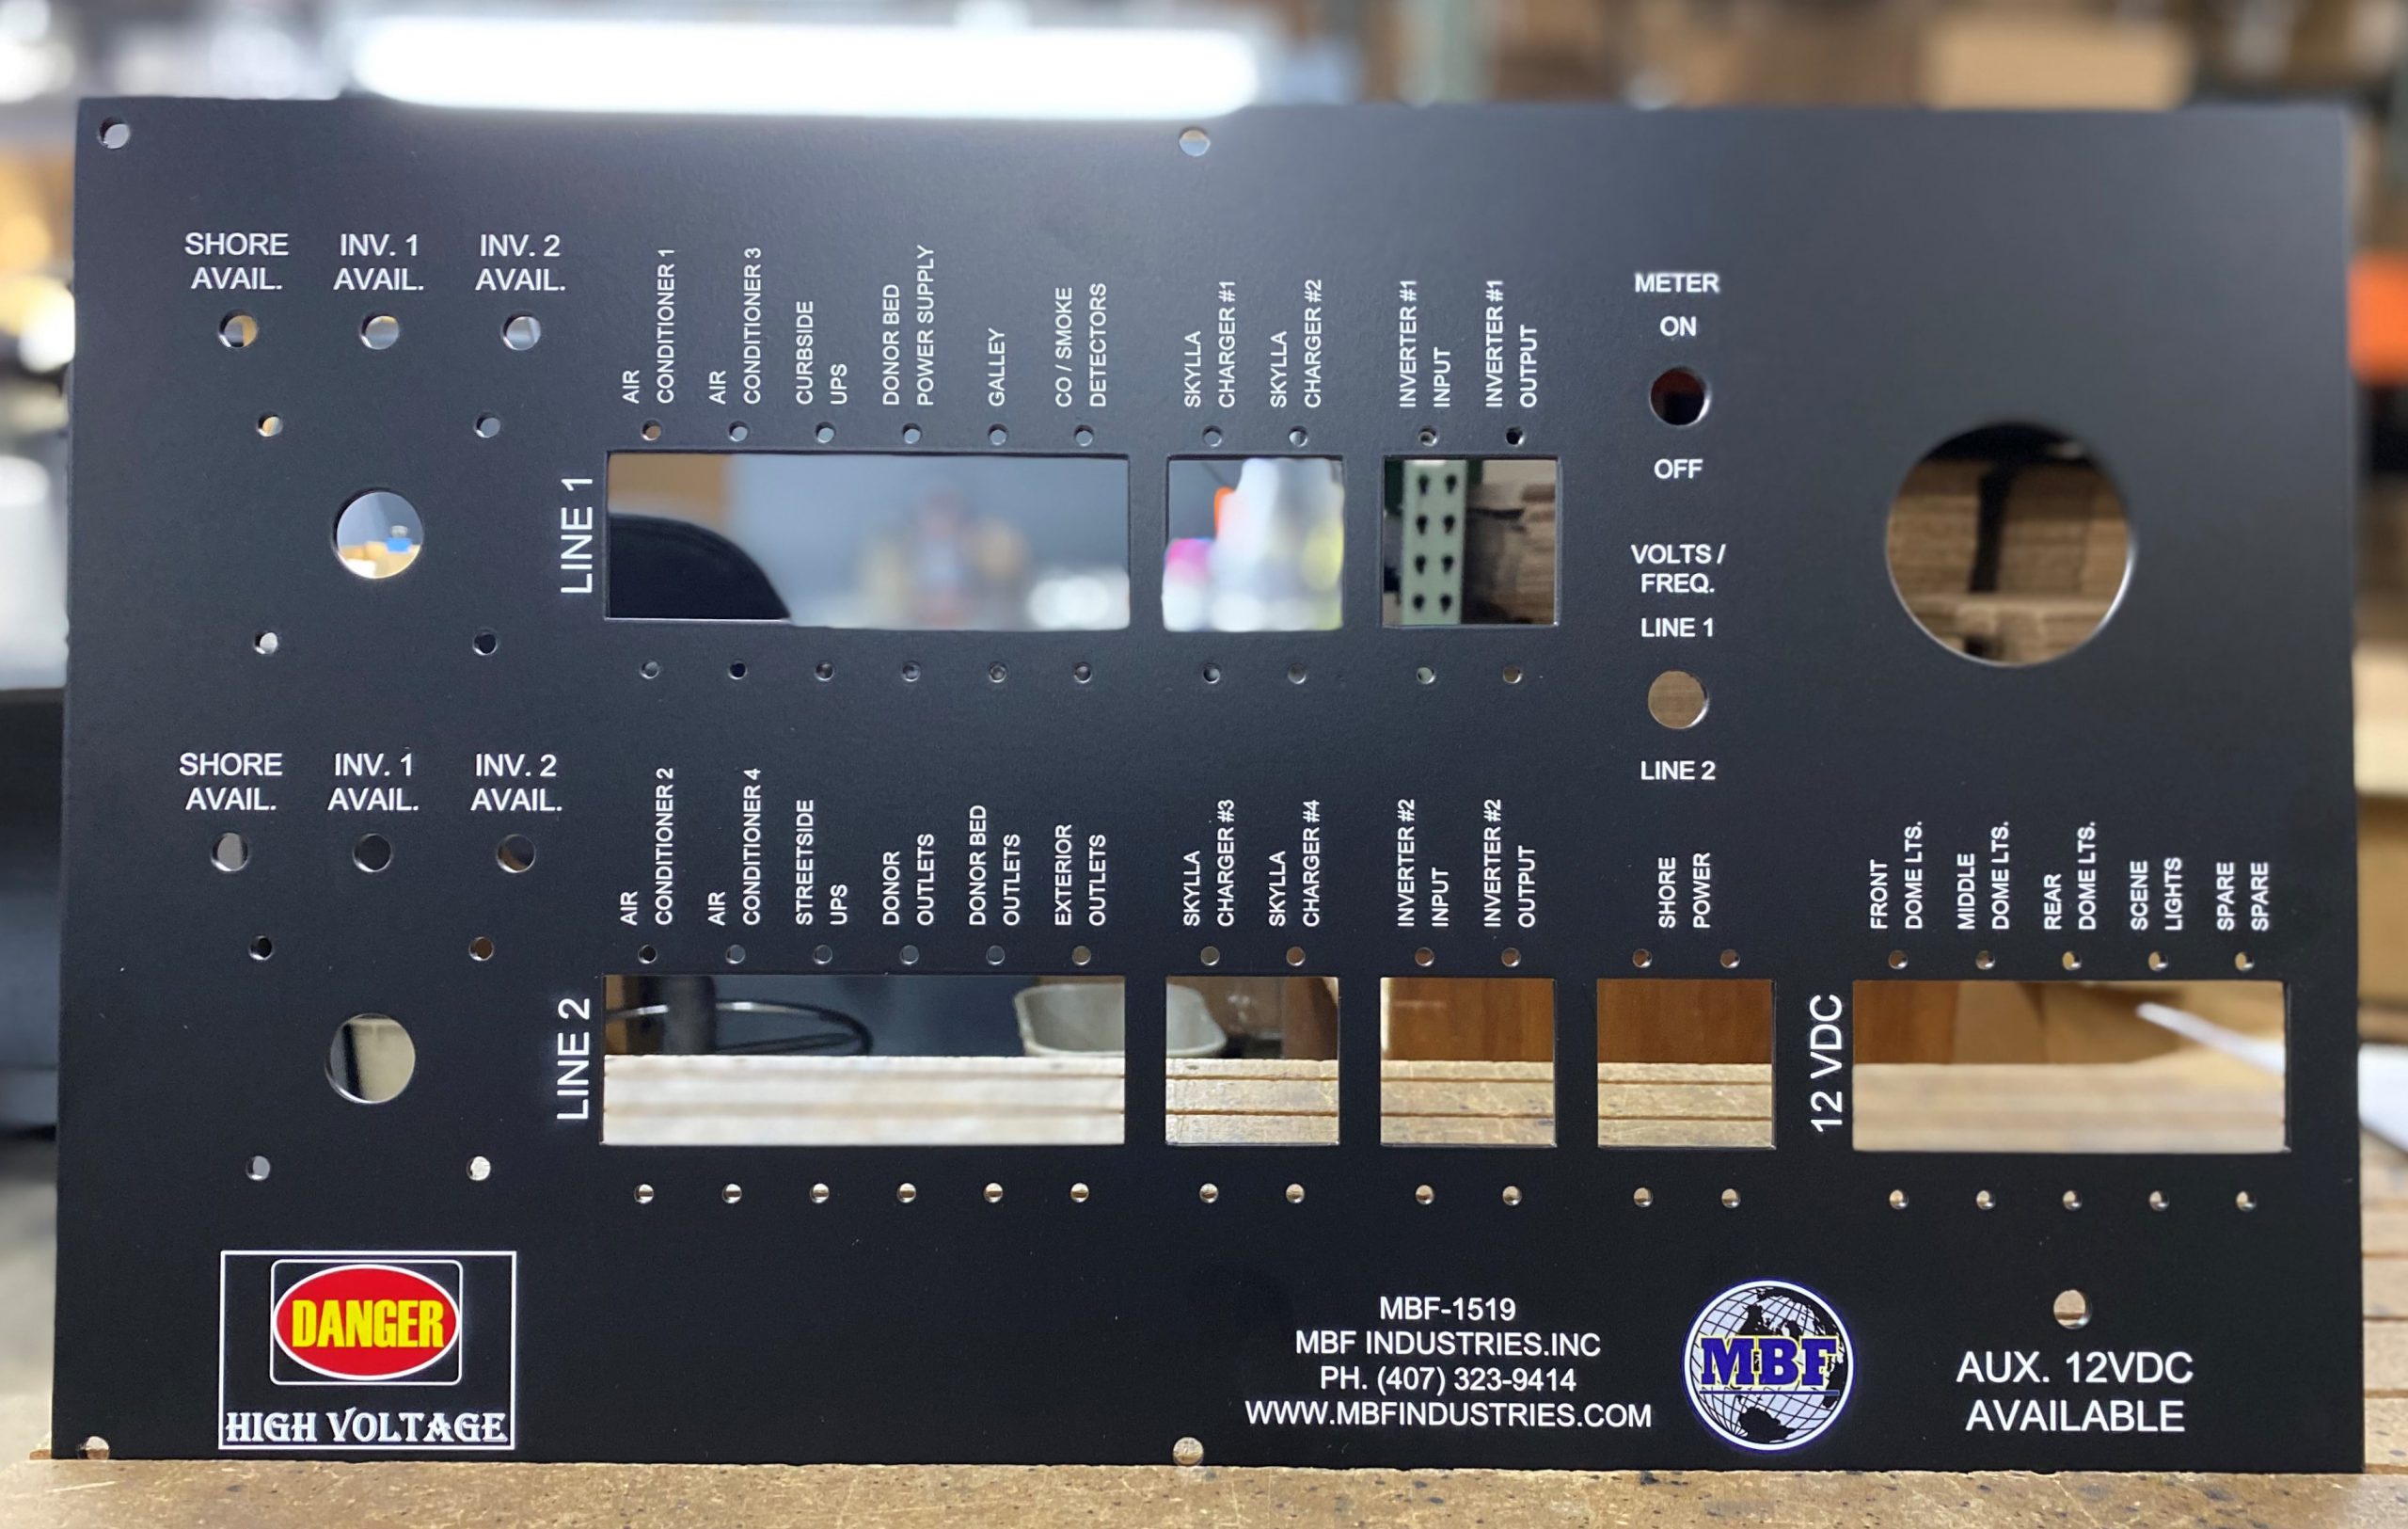 SHORE
AVAIL.
INV. 1
AVAIL.
INV. 2
AVAIL.
AIR
CONDITIONER 1
AIR
CONDITIONER 3
CURBSIDE
UPS
DONOR BED
POWER SUPPLY
GALLEY
CO / SMOKE
DETECTORS
SKYLLA
CHARGER #1
SKYLLA
CHARGER #2
INVERTER #1
INPUT
INVERTER #1
OUTPUT
METER
ON
OFF
LINE 1
VOLTS /
FREQ.
LINE 1
LINE 2
SHORE
AVAIL.
INV. 1
AVAIL.
INV. 2
AVAIL.
AIR
CONDITIONER 2
AIR
CONDITIONER 4
STREETSIDE
UPS
DONOR
OUTLETS
DONOR BED
OUTLETS
EXTERIOR
OUTLETS
SKYLLA
CHARGER #3
SKYLLA
CHARGER #4
INVERTER #2
INPUT
INVERTER #2
OUTPUT
SHORE
POWER
FRONT
DOME LTS.
MIDDLE
DOME LTS.
REAR
DOME LTS.
SCENE
LIGHTS
SPARE
SPARE
LINE 2
12 VDC
DANGER
HIGH VOLTAGE
MBF-1519
MBF INDUSTRIES.INC
PH. (407) 323-9414
WWW.MBFINDUSTRIES.COM
MBF
AUX. 12VDC
AVAILABLE